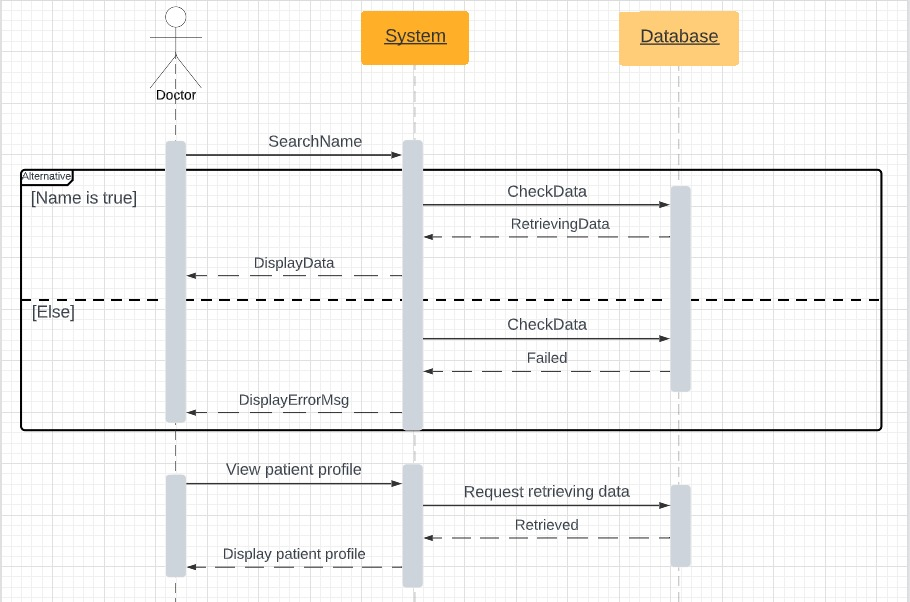 System
Database
Doctor
SearchName
Alternative
[Name is true]
CheckData
RetrievingData
DisplayData
[Else]
CheckData
Failed
DisplayErrorMsg
View patient profile
Request retrieving data
Retrieved
Display patient profile